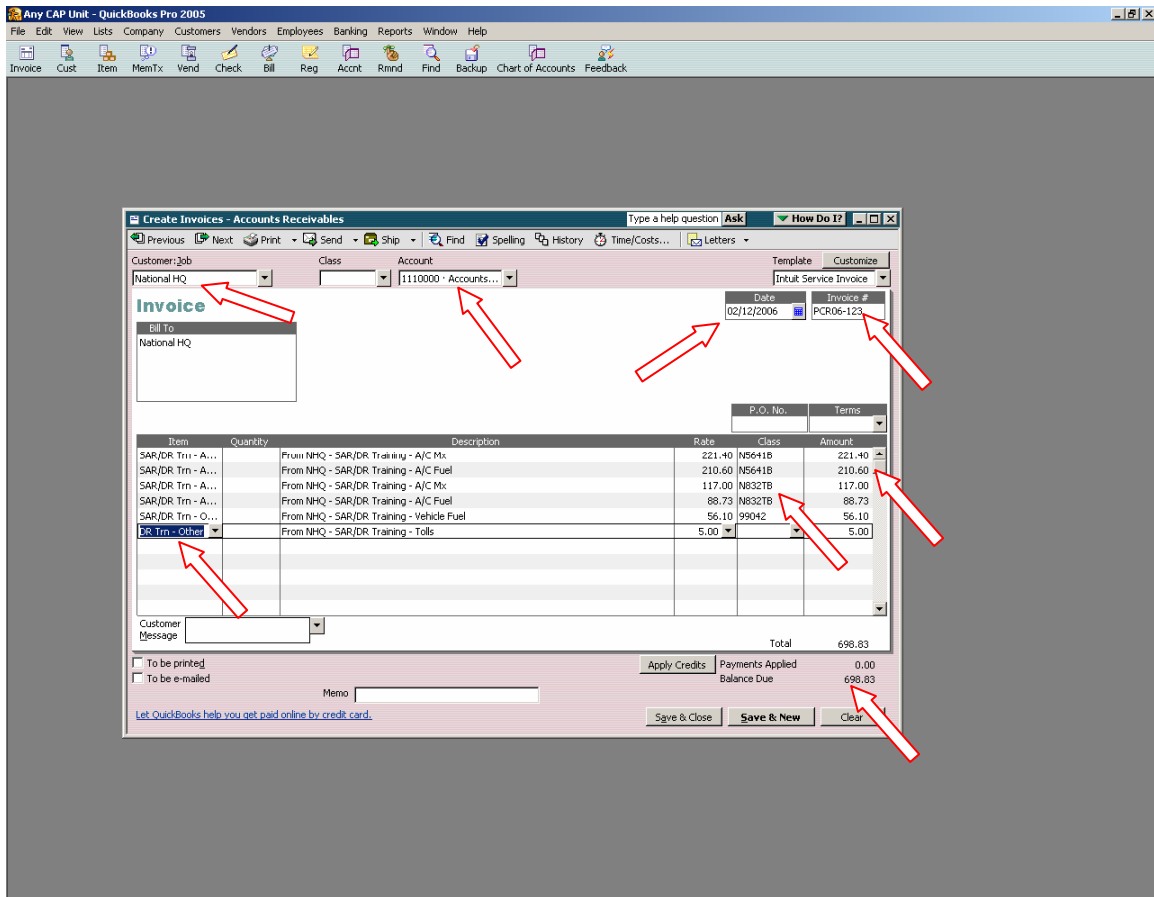 Any CAP Unit - QuickBooks Pro 2005
File Edit View Lists Company Customers Vendors Employees Banking Reports Window Help
Invoice Cust Item MemTx Vend Check Bill Reg Accnt Rmnd Find Backup Chart of Accounts Feedback
Create Invoices - Accounts Receivables Type a help question Ask How Do I?
Previous Next Print Send Ship Find Spelling History Time/Costs... Letters
Customer:Job Class Account Template Customize
National HQ 1110000 · Accounts... Intuit Service Invoice
Invoice
Date Invoice #
02/12/2006 PCR06-123
Bill To
National HQ
P.O. No. Terms
Item Quantity Description Rate Class Amount
SAR/DR Trn - A... From NHQ - SAR/DR Training - A/C Mx 221.40 N5641B 221.40
SAR/DR Trn - A... From NHQ - SAR/DR Training - A/C Fuel 210.60 N5641B 210.60
SAR/DR Trn - A... From NHQ - SAR/DR Training - A/C Mx 117.00 N832TB 117.00
SAR/DR Trn - A... From NHQ - SAR/DR Training - A/C Fuel 88.73 N832TB 88.73
SAR/DR Trn - O... From NHQ - SAR/DR Training - Vehicle Fuel 56.10 99042 56.10
DR Trn - Other From NHQ - SAR/DR Training - Tolls 5.00 5.00
Customer Message
Total 698.83
To be printed Apply Credits Payments Applied 0.00
To be e-mailed Balance Due 698.83
Memo
Let QuickBooks help you get paid online by credit card. Save & Close Save & New Clear